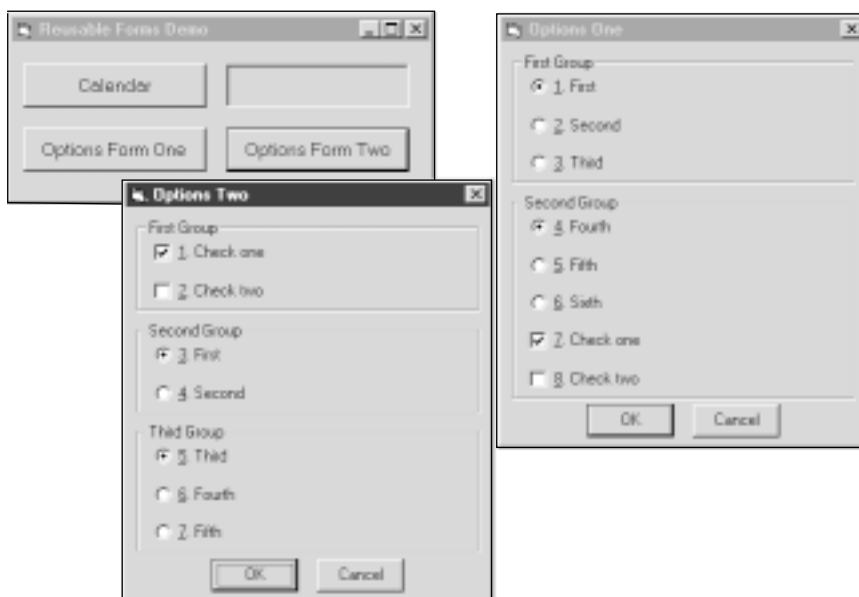 Reusable Forms Demo
Calendar
Options Form One
Options Form Two
Options One
First Group
1. First
2. Second
3. Third
Second Group
4. Fourth
5. Fifth
6. Sixth
7. Check one
8. Check two
OK
Cancel
Options Two
First Group
1. Check one
2. Check two
Second Group
3. First
4. Second
Third Group
5. Third
6. Fourth
7. Fifth
OK
Cancel